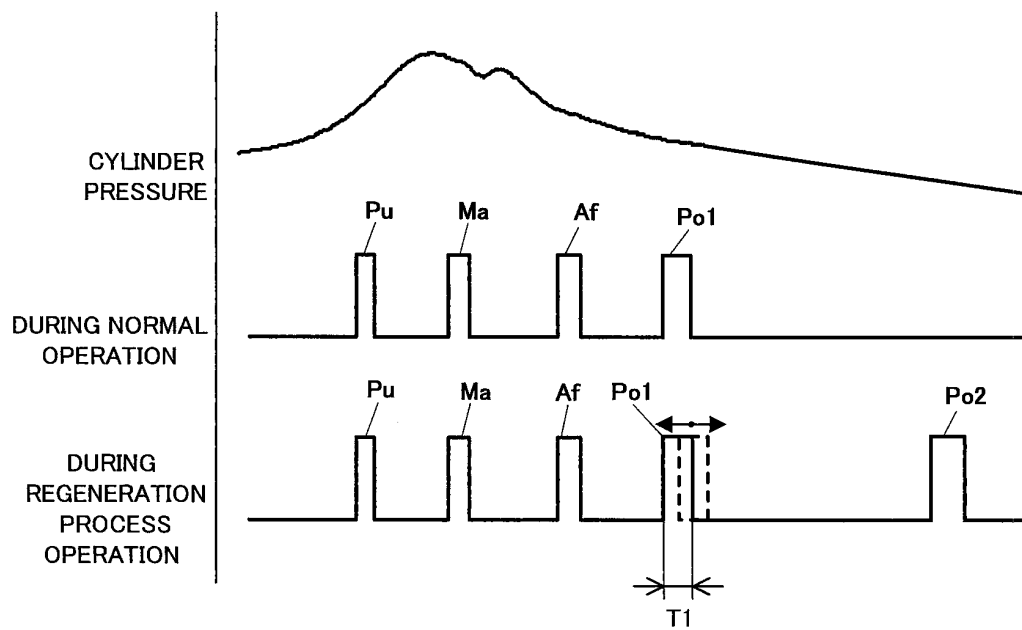 CYLINDER
PRESSURE
Pu Ma Af Po1
DURING NORMAL
OPERATION
Pu Ma Af Po1 Po2
DURING
REGENERATION
PROCESS
OPERATION
T1